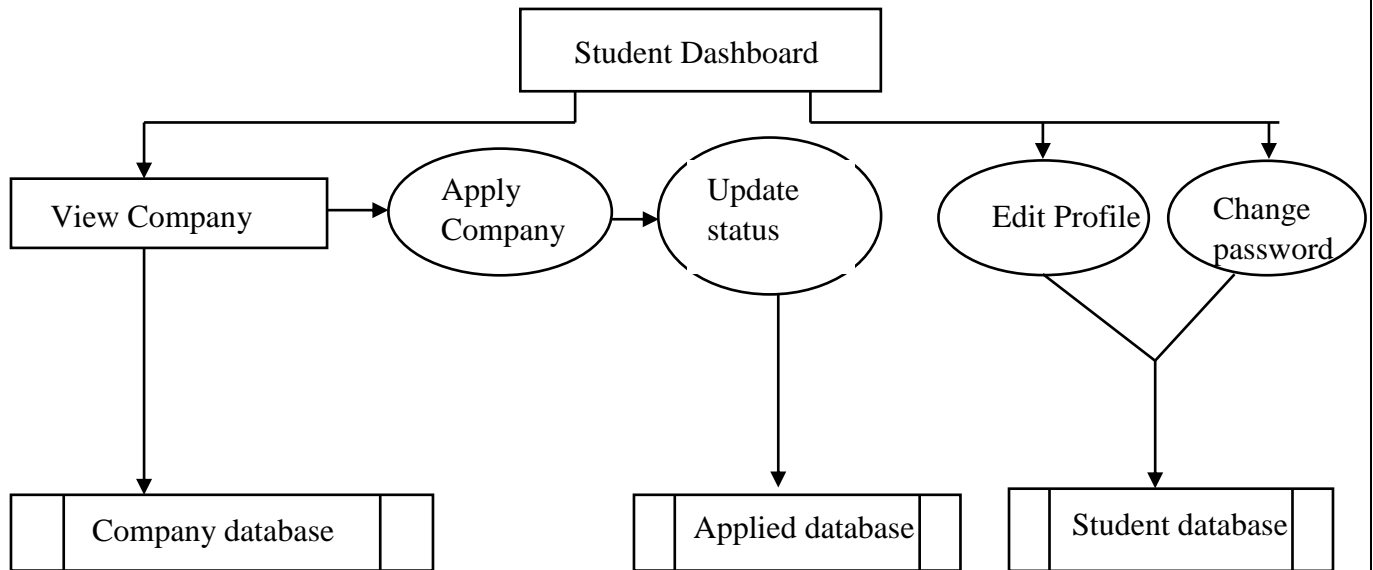 Student Dashboard
View Company
Apply
Company
Update
status
Edit Profile
Change
password
Company database
Applied database
Student database